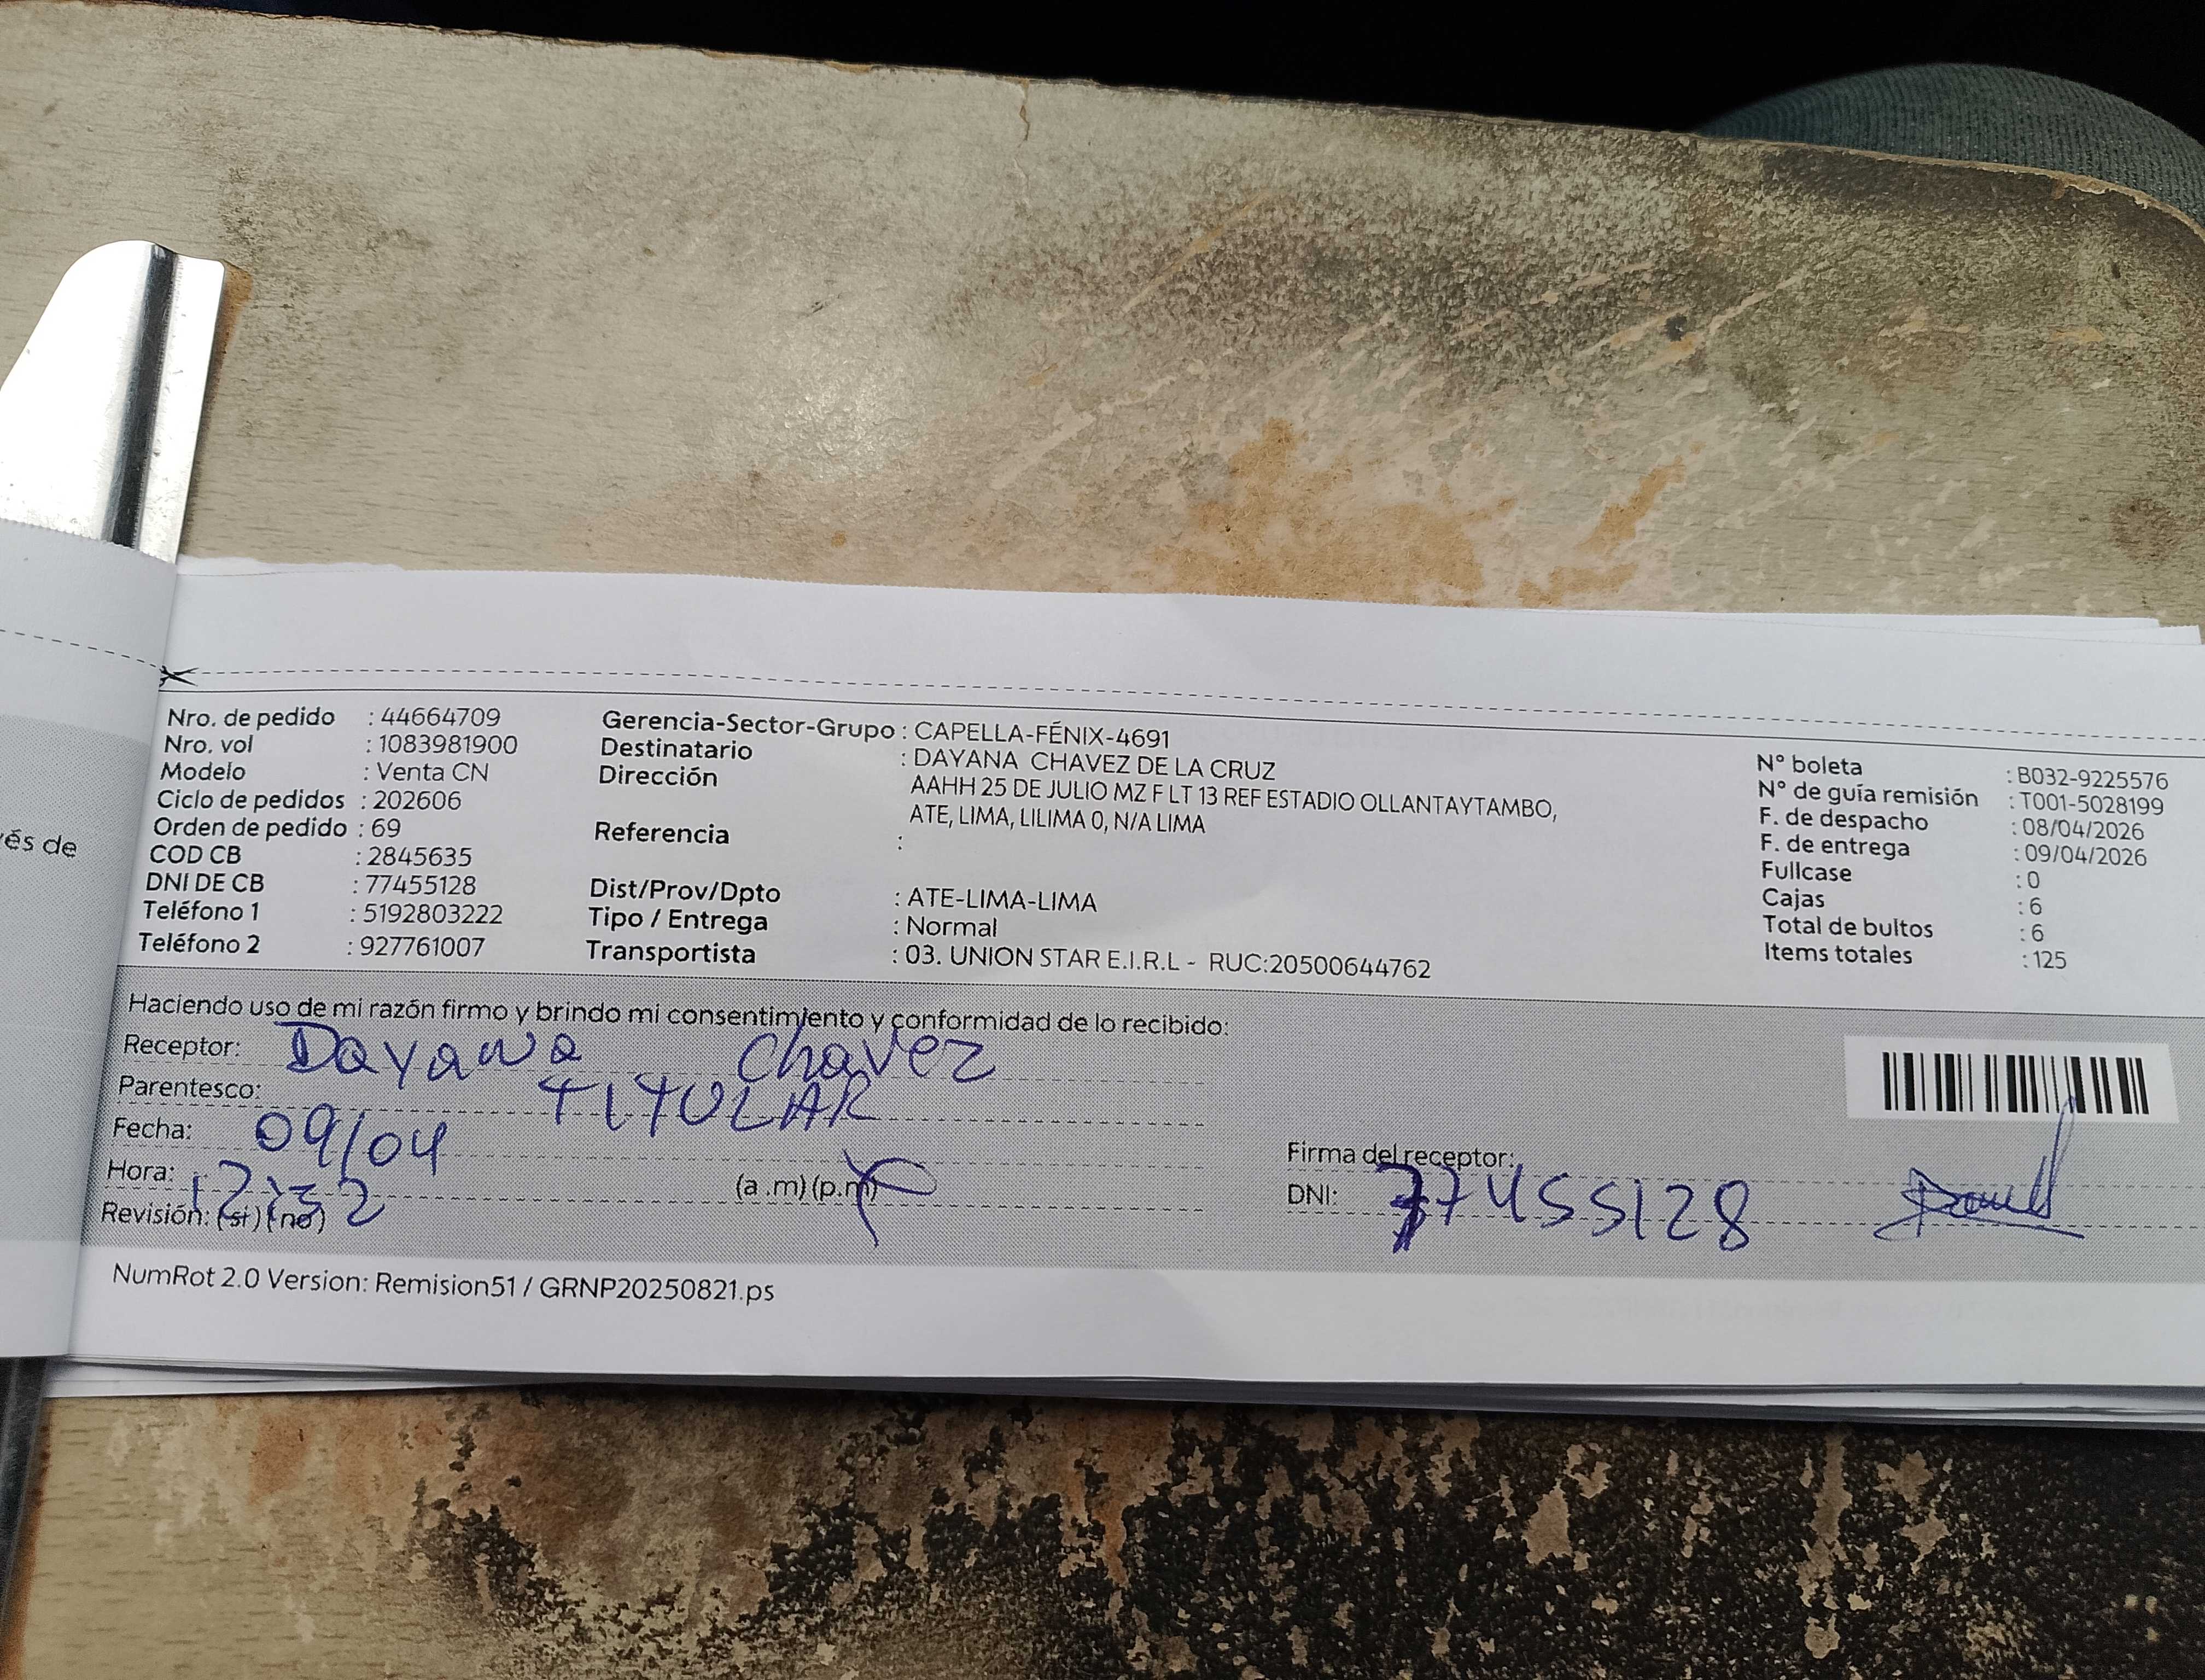 vés de
Nro. de pedido : 44664709
Nro. vol : 1083981900
Modelo : Venta CN
Ciclo de pedidos : 202606
Orden de pedido : 69
COD CB : 2845635
DNI DE CB : 77455128
Teléfono 1 : 5192803222
Teléfono 2 : 927761007
Gerencia-Sector-Grupo : CAPELLA-FÉNIX-4691
Destinatario : DAYANA CHAVEZ DE LA CRUZ
Dirección AAHH 25 DE JULIO MZ F LT 13 REF ESTADIO OLLANTAYTAMBO,
ATE, LIMA, LILIMA 0, N/A LIMA
Referencia :
Dist/Prov/Dpto : ATE-LIMA-LIMA
Tipo / Entrega : Normal
Transportista : 03. UNION STAR E.I.R.L - RUC:20500644762
N° boleta : B032-9225576
N° de guía remisión : T001-5028199
F. de despacho : 08/04/2026
F. de entrega : 09/04/2026
Fullcase : 0
Cajas : 6
Total de bultos : 6
Items totales : 125
Haciendo uso de mi razón firmo y brindo mi consentimiento y conformidad de lo recibido:
Receptor: Dayana Chavez
Parentesco: TITULAR
Fecha: 09/04
Hora: 12:32 (a .m) (p.m)
Revisión: (si) (no)
Firma del receptor:
DNI: 77455128
NumRot 2.0 Version: Remision51 / GRNP20250821.ps